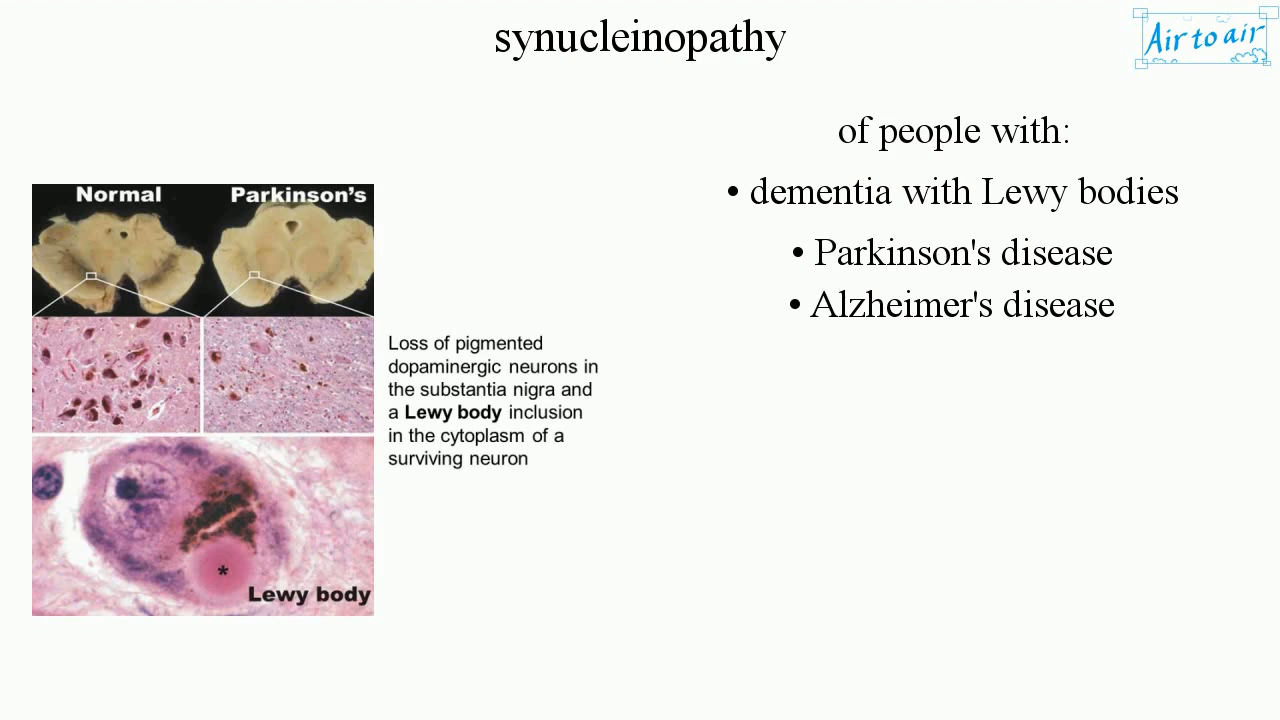 synucleinopathy
Air to air
of people with:
• dementia with Lewy bodies
• Parkinson's disease
• Alzheimer's disease
Normal
Parkinson's
Loss of pigmented
dopaminergic neurons in
the substantia nigra and
a Lewy body inclusion
in the cytoplasm of a
surviving neuron
*
Lewy body